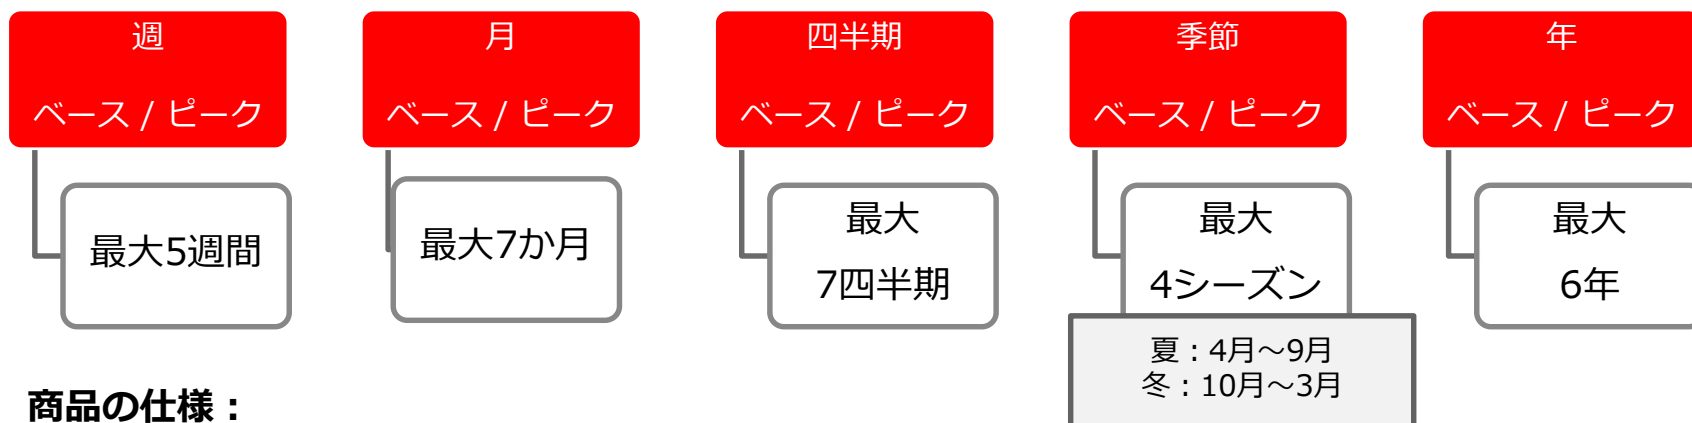 週
ベース / ピーク
最大5週間
月
ベース / ピーク
最大7か月
四半期
ベース / ピーク
最大
7四半期
季節
ベース / ピーク
最大
4シーズン
夏：4月～9月
冬：10月～3月
年
ベース / ピーク
最大
6年
商品の仕様：